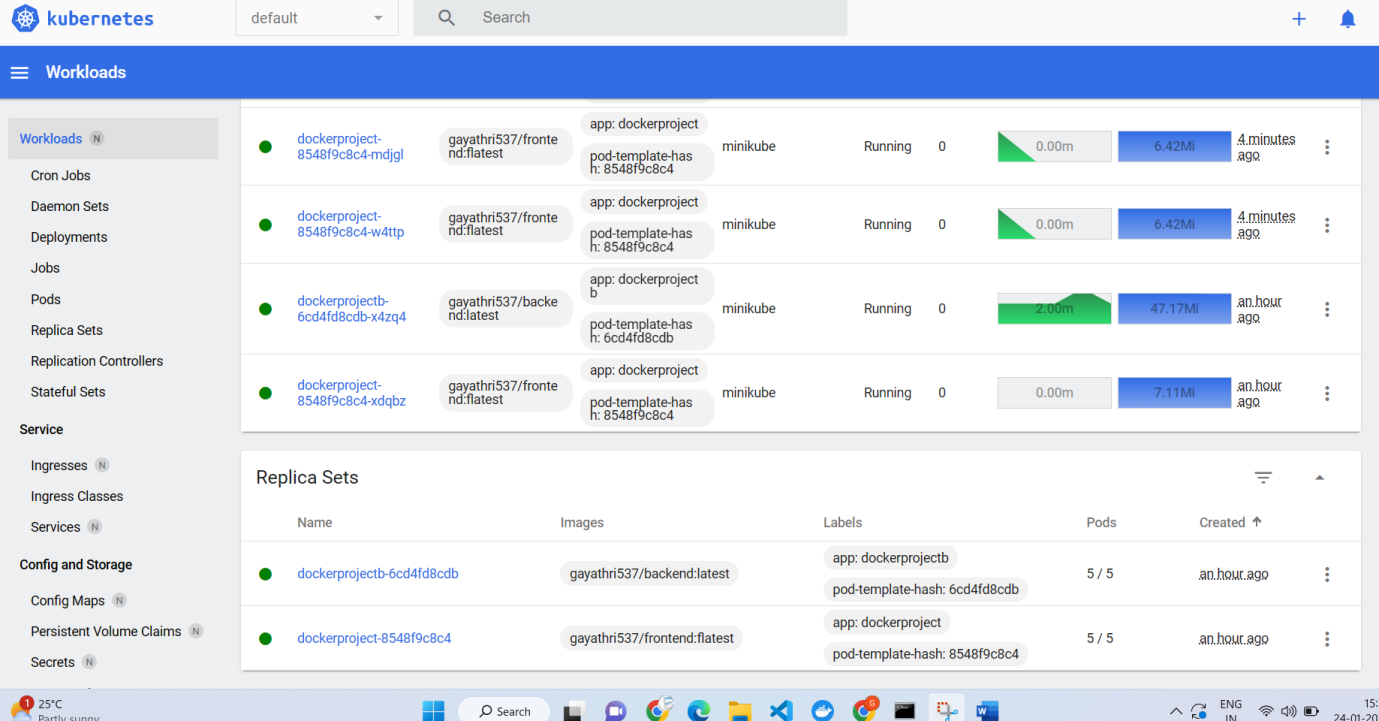 kubernetes
default
Search
Workloads
Workloads N
Cron Jobs
Daemon Sets
Deployments
Jobs
Pods
Replica Sets
Replication Controllers
Stateful Sets
Service
Ingresses N
Ingress Classes
Services N
Config and Storage
Config Maps N
Persistent Volume Claims N
Secrets N
dockerproject-
8548f9c8c4-mdjgl
gayathri537/fronte
nd:flatest
app: dockerproject
pod-template-has
h: 8548f9c8c4
minikube
Running
0
0.00m
6.42Mi
4 minutes
ago
dockerproject-
8548f9c8c4-w4ttp
gayathri537/fronte
nd:flatest
app: dockerproject
pod-template-has
h: 8548f9c8c4
minikube
Running
0
0.00m
6.42Mi
4 minutes
ago
dockerprojectb-
6cd4fd8cdb-x4zq4
gayathri537/backe
nd:latest
app: dockerproject
b
pod-template-has
h: 6cd4fd8cdb
minikube
Running
0
2.00m
47.17Mi
an hour
ago
dockerproject-
8548f9c8c4-xdqbz
gayathri537/fronte
nd:flatest
app: dockerproject
pod-template-has
h: 8548f9c8c4
minikube
Running
0
0.00m
7.11Mi
an hour
ago
Replica Sets
Name Images Labels Pods Created
dockerprojectb-6cd4fd8cdb
gayathri537/backend:latest
app: dockerprojectb
pod-template-hash: 6cd4fd8cdb
5 / 5
an hour ago
dockerproject-8548f9c8c4
gayathri537/frontend:flatest
app: dockerproject
pod-template-hash: 8548f9c8c4
5 / 5
an hour ago
1
25°C
Partly sunny
Search
G
ENG
IN
15:
24-01-20